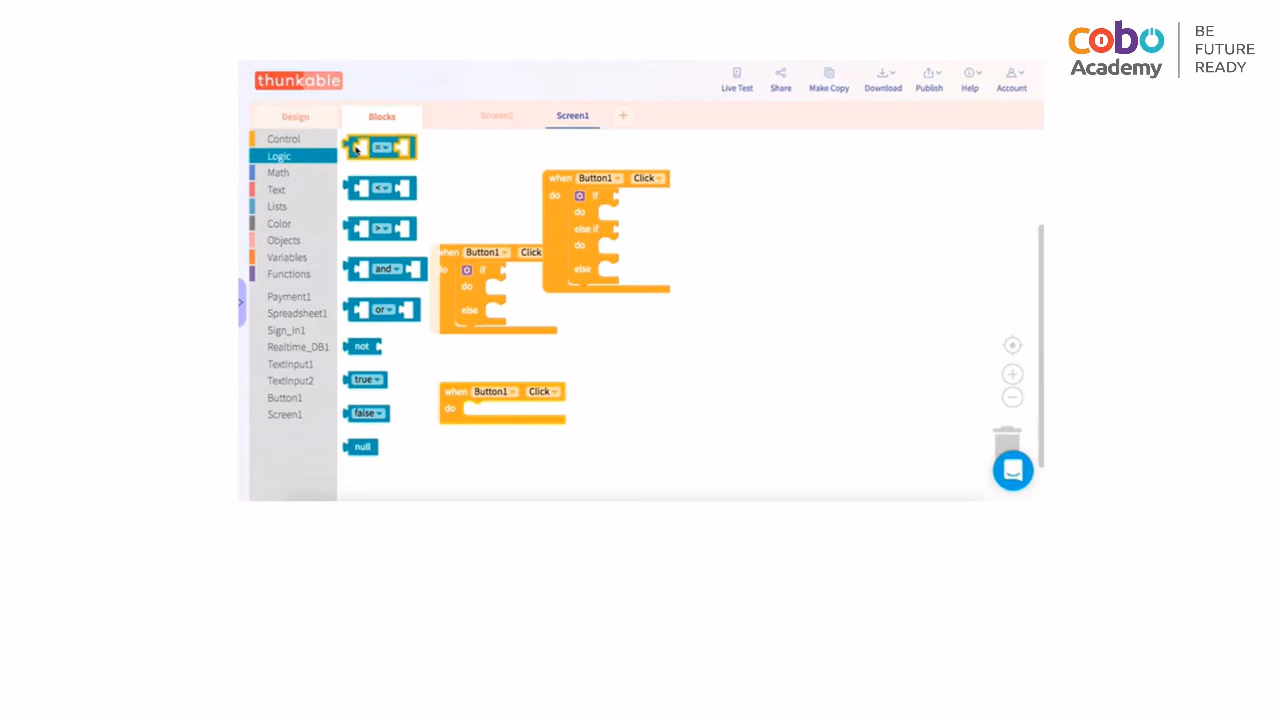 cobo
Academy
BE
FUTURE
READY
thunkable
Live Test
Share
Make Copy
Download
Publish
Help
Account
Design
Blocks
Screen2
Screen1
+
Control
Logic
Math
Text
Lists
Color
Objects
Variables
Functions
Payment1
Spreadsheet1
Sign_In1
Realtime_DB1
TextInput1
TextInput2
Button1
Screen1
=
<
>
and
or
not
true
false
null
when Button1 Click
do if
do
else if
do
else
when Button1 Click
do if
do
else
when Button1 Click
do